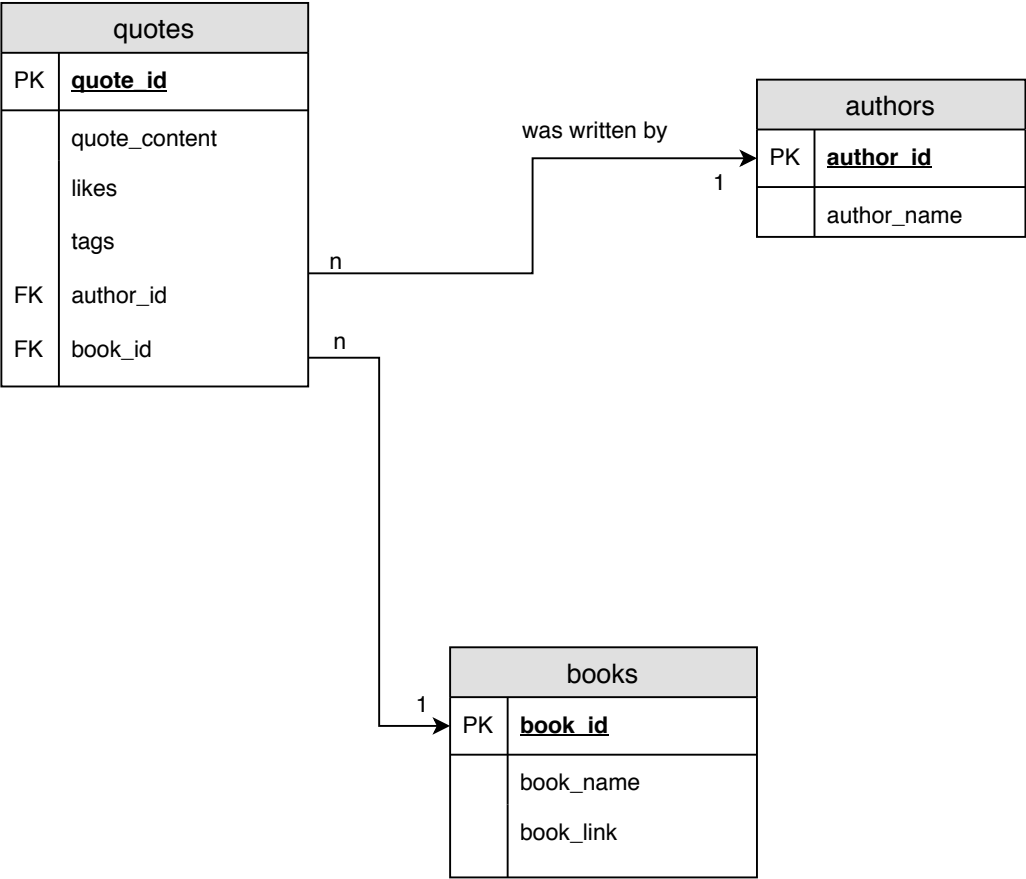 quotes
PK quote_id
quote_content
likes
tags
FK author_id
FK book_id
n
n
was written by
1
authors
PK author_id
author_name
1
books
PK book_id
book_name
book_link